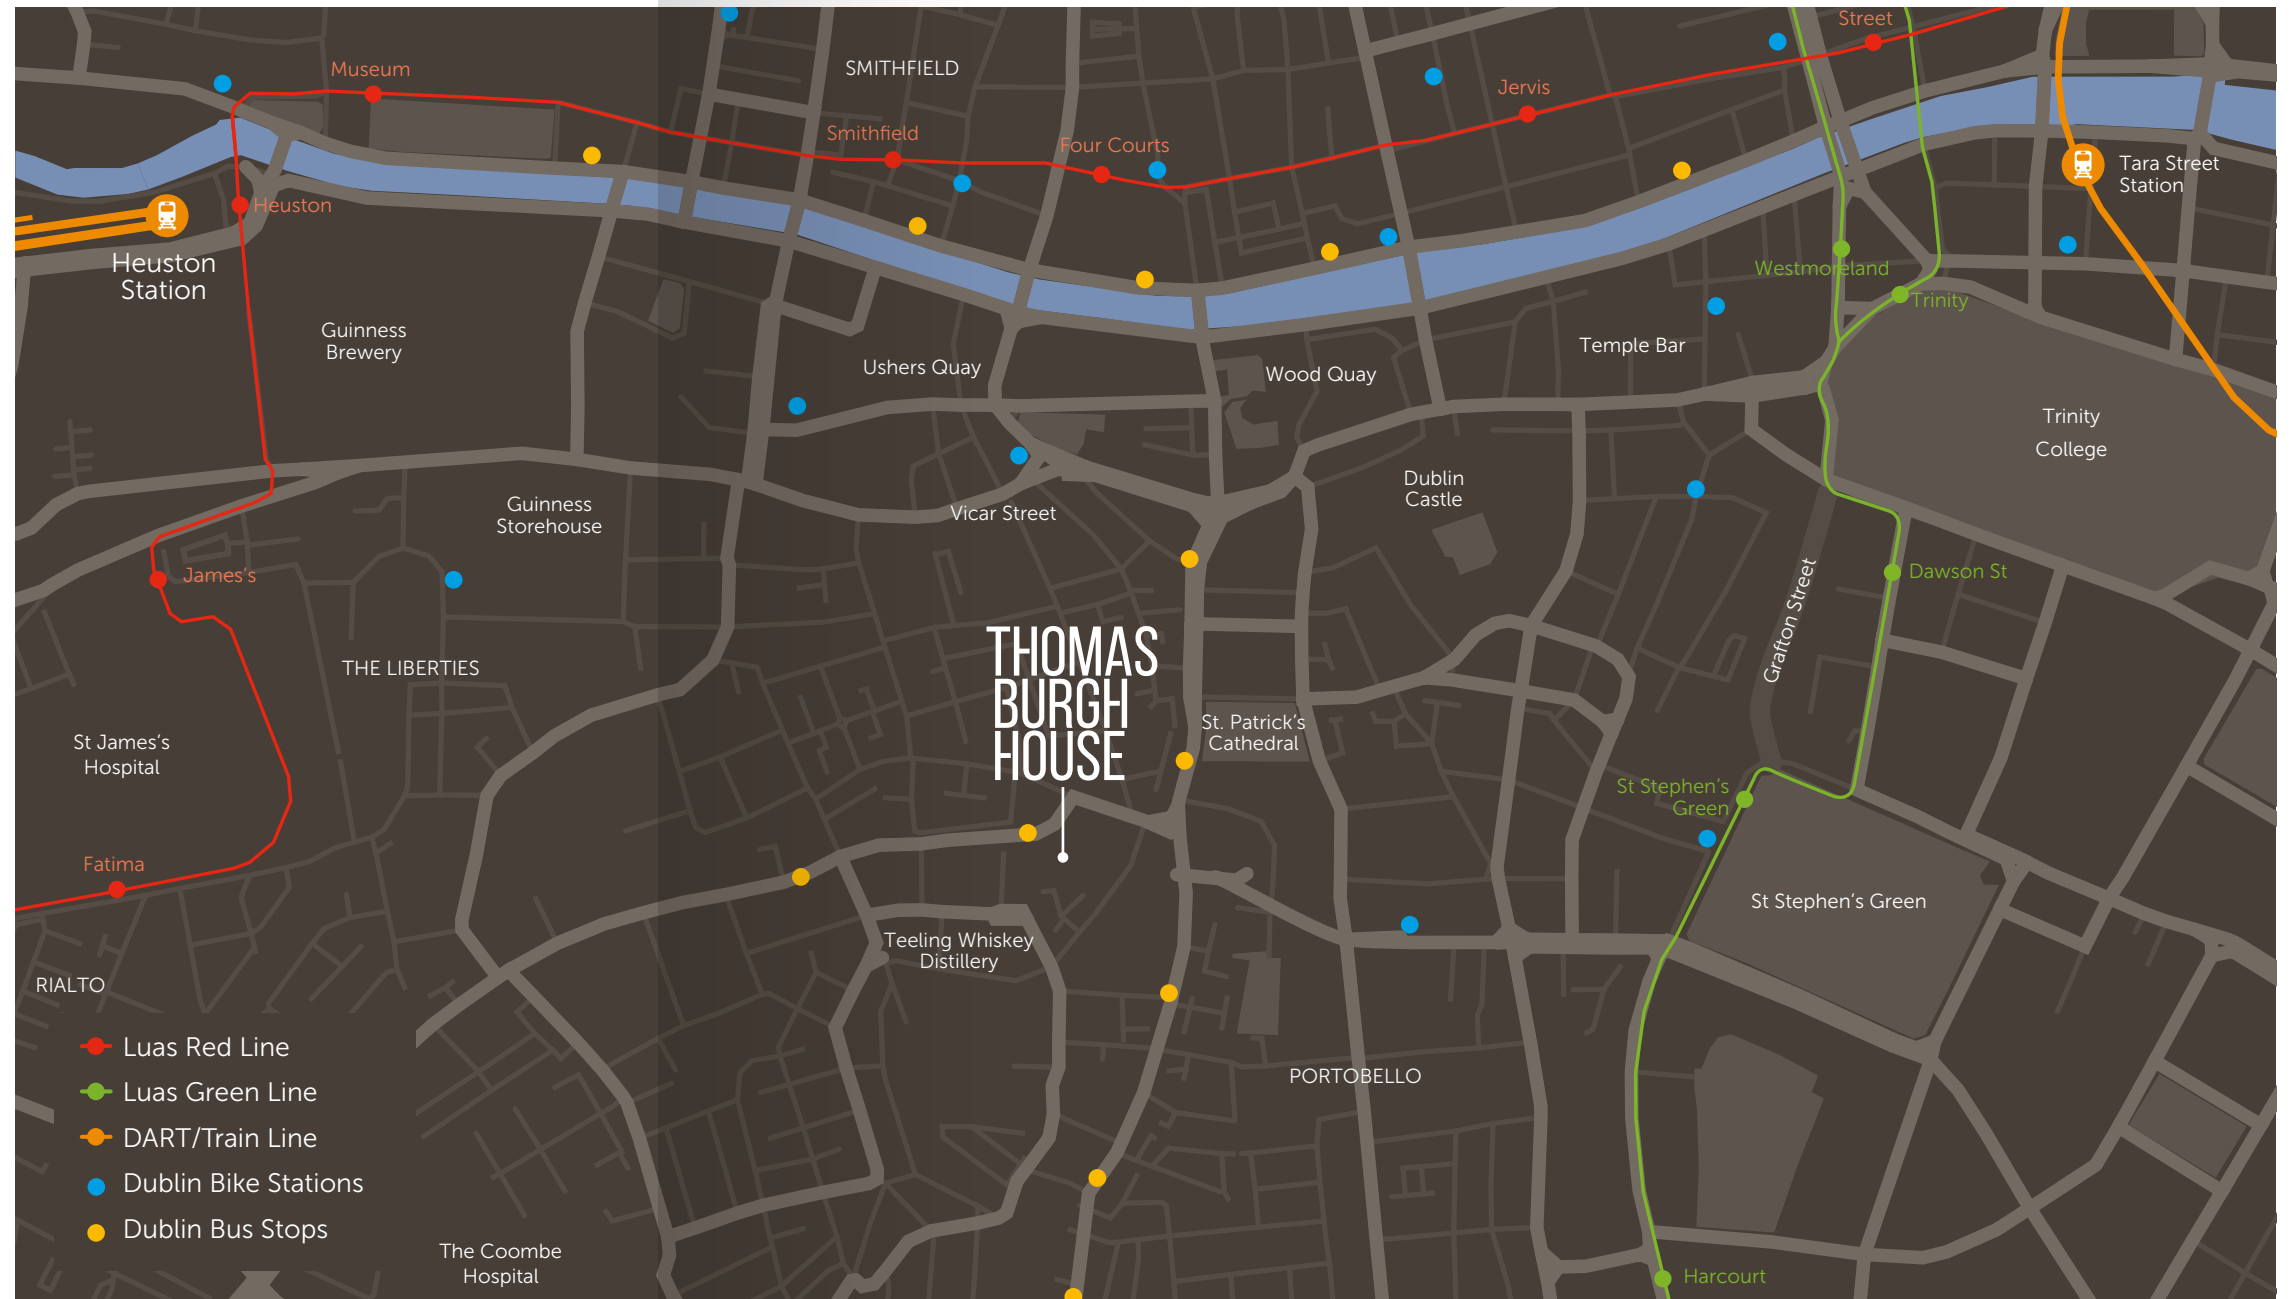 Street
Museum
SMITHFIELD
Jervis
Smithfield
Four Courts
Tara Street
Station
Heuston
Heuston
Station
Westmoreland
Trinity
Guinness
Brewery
Ushers Quay
Wood Quay
Temple Bar
Trinity
College
Guinness
Storehouse
Vicar Street
Dublin
Castle
James's
Grafton Street
Dawson St
THE LIBERTIES
THOMAS
BURGH
HOUSE
St. Patrick's
Cathedral
St James's
Hospital
St Stephen's
Green
Fatima
St Stephen's Green
Teeling Whiskey
Distillery
RIALTO
PORTOBELLO
Luas Red Line
Luas Green Line
DART/Train Line
Dublin Bike Stations
Dublin Bus Stops
The Coombe
Hospital
Harcourt